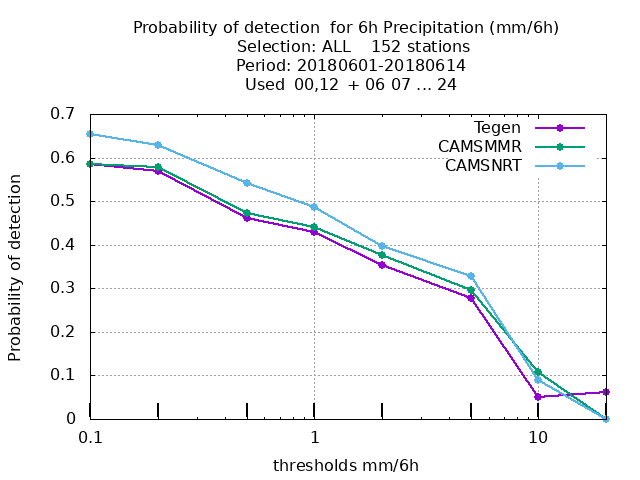 Probability of detection  for 6h Precipitation (mm/6h)
Selection: ALL    152 stations
Period: 20180601-20180614
Used  00,12  + 06 07 ... 24
Tegen
CAMSMMR
CAMSNRT
0.7
0.6
0.5
0.4
0.3
0.2
0.1
0
Probability of detection
0.1 1 10
thresholds mm/6h